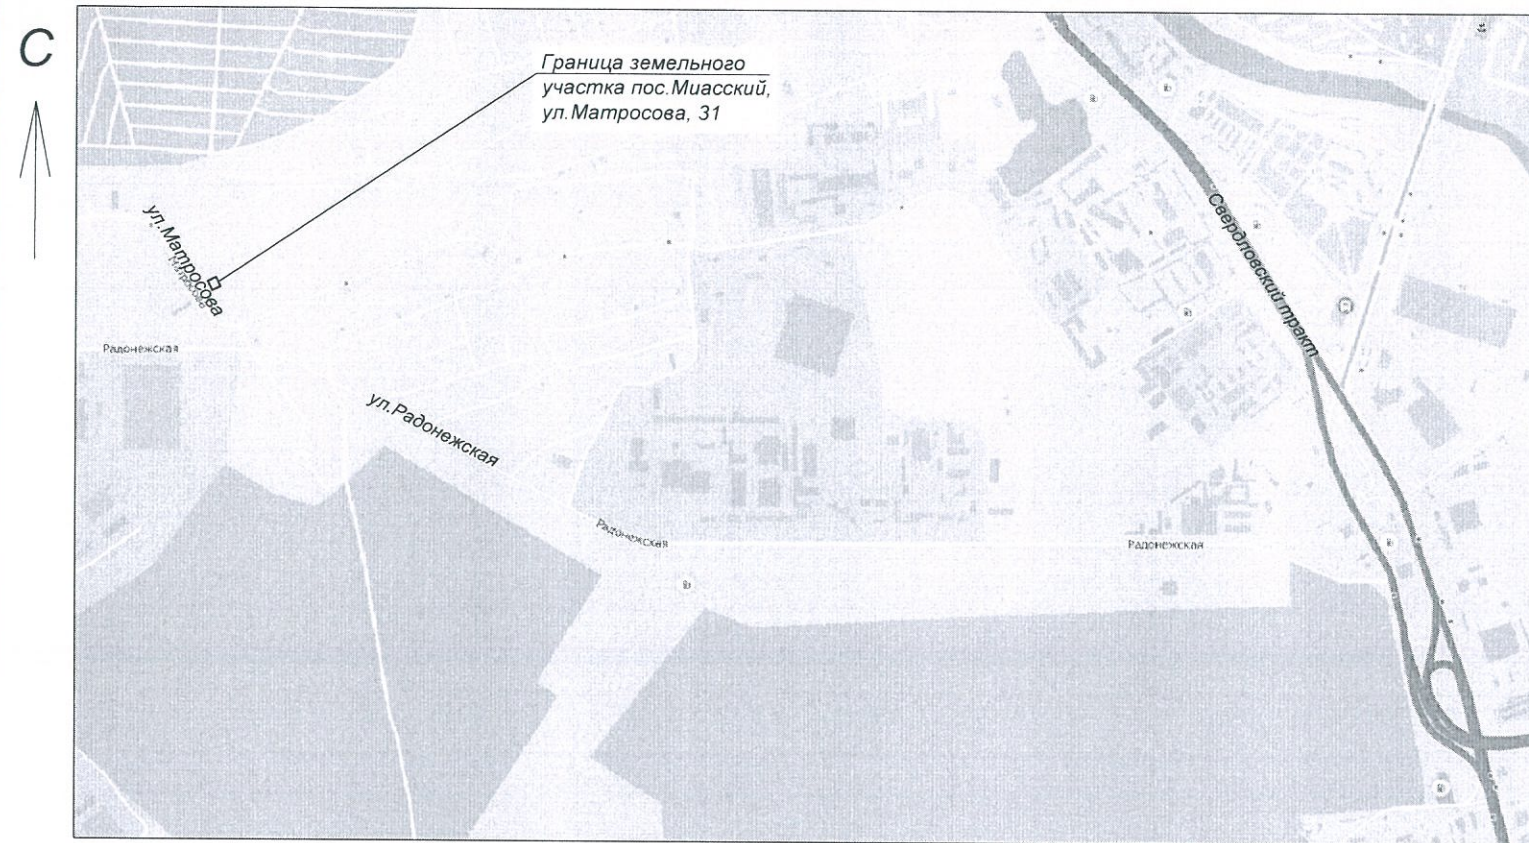 С
Граница земельного
участка пос.Миасский,
ул.Матросова, 31
ул.Матросова
Матросова
Свердловский тракт
Радонежская
ул.Радонежская
Радонежская
Радонежская